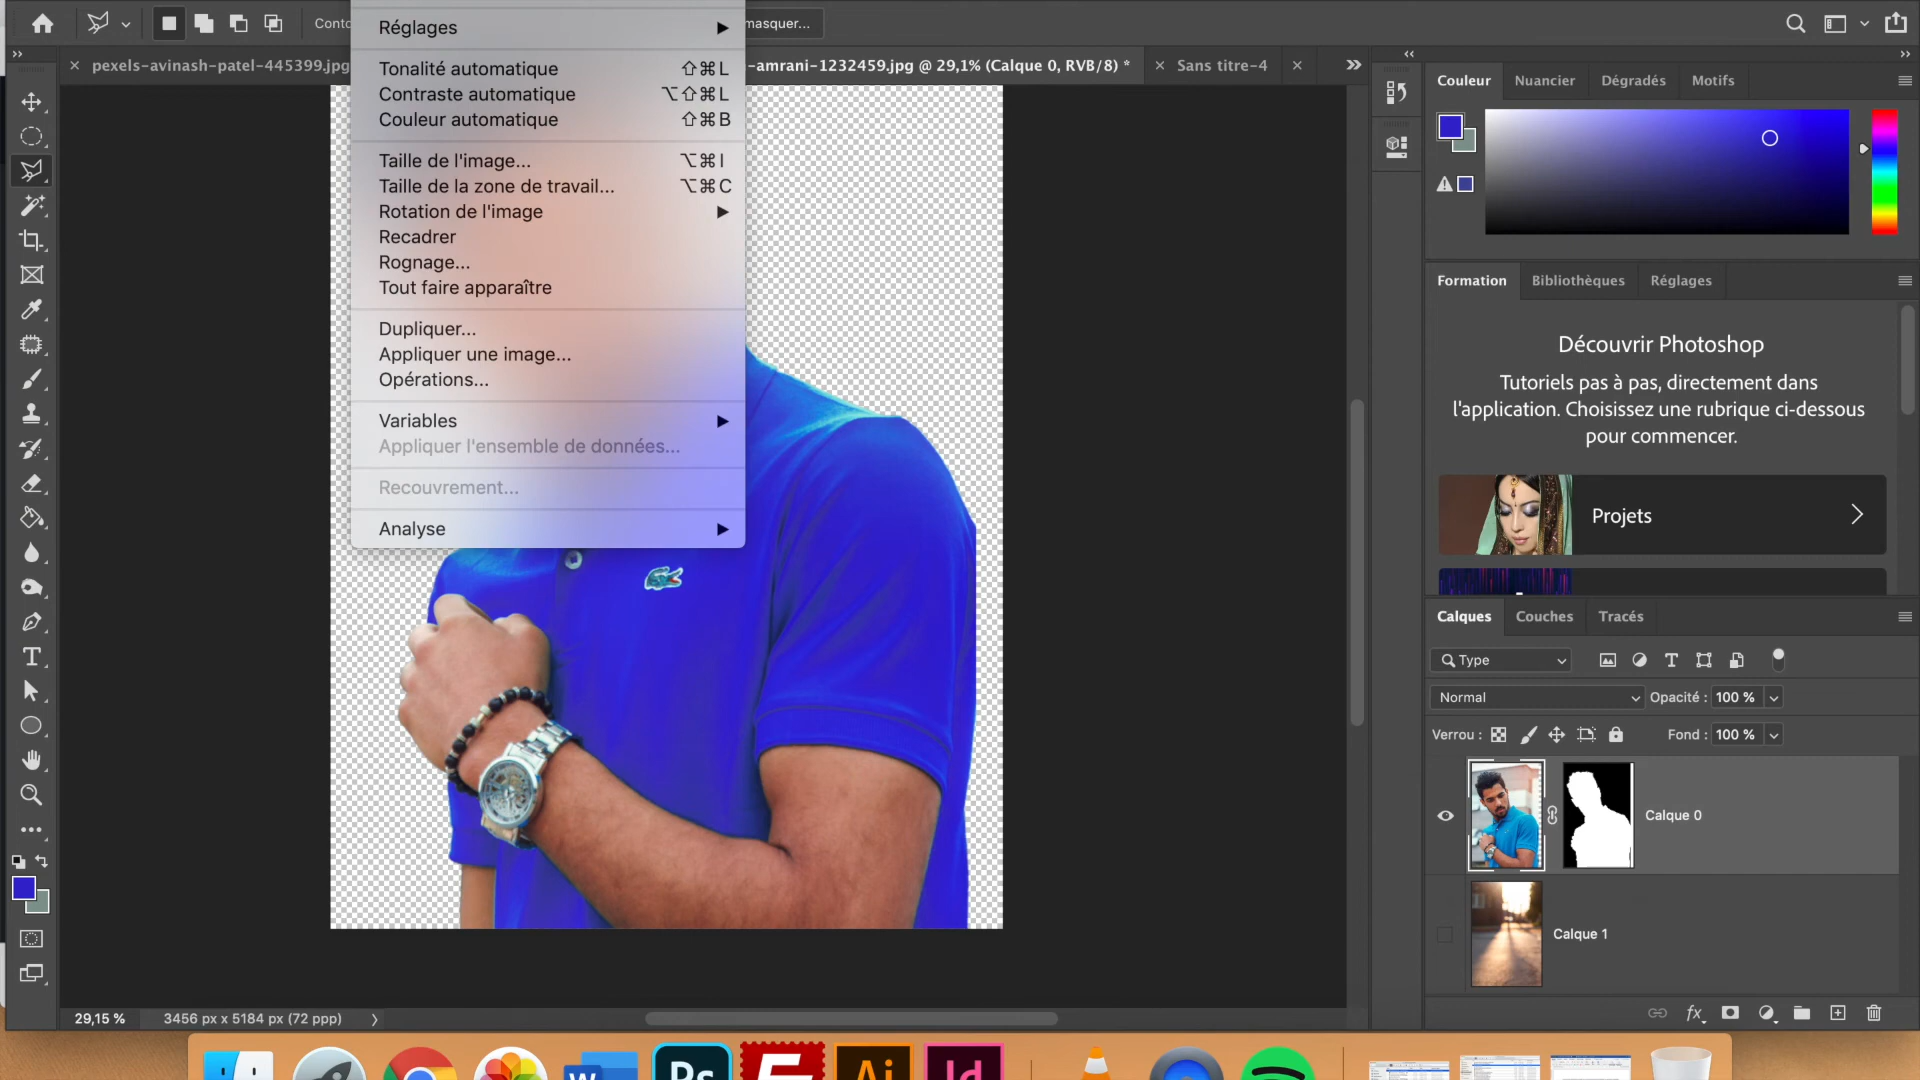 Conto
masquer...
pexels-avinash-patel-445399.jpg
-amrani-1232459.jpg @ 29,1% (Calque 0, RVB/8) *
Sans titre-4
Réglages
Tonalité automatique ⇧⌘L
Contraste automatique ⌥⇧⌘L
Couleur automatique ⇧⌘B
Taille de l'image... ⌥⌘I
Taille de la zone de travail... ⌥⌘C
Rotation de l'image
Recadrer
Rognage...
Tout faire apparaître
Dupliquer...
Appliquer une image...
Opérations...
Variables
Appliquer l'ensemble de données...
Recouvrement...
Analyse
Couleur Nuancier Dégradés Motifs
Formation Bibliothèques Réglages
Découvrir Photoshop
Tutoriels pas à pas, directement dans
l'application. Choisissez une rubrique ci-dessous
pour commencer.
Projets
Calques Couches Tracés
Type
Normal Opacité : 100 %
Verrou : Fond : 100 %
Calque 0
Calque 1
fx
29,15 % 3456 px x 5184 px (72 ppp)
W Ps Ai Id